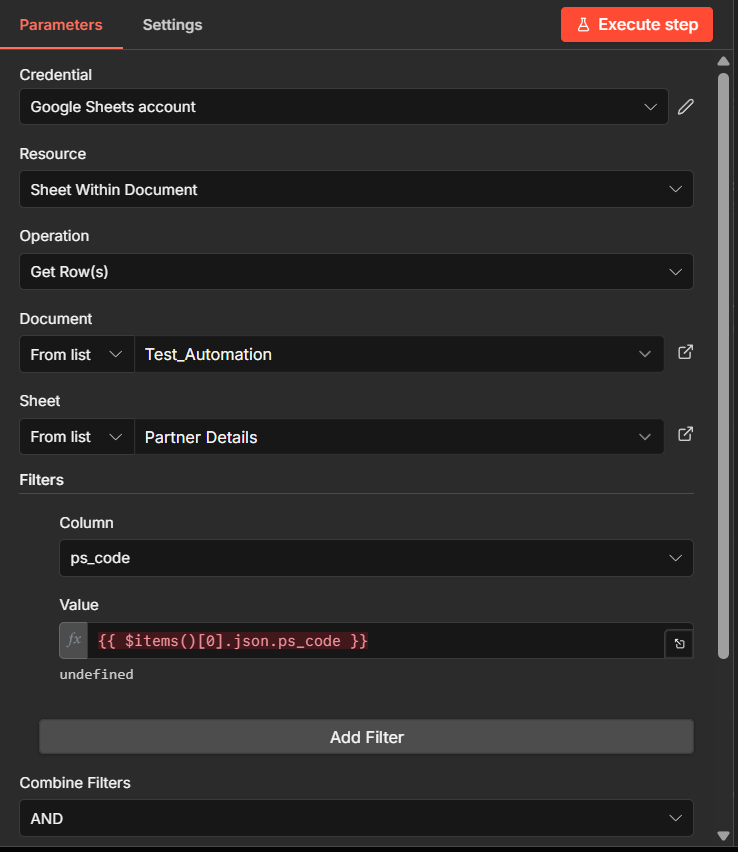 Parameters Settings Execute step
Credential
Google Sheets account
Resource
Sheet Within Document
Operation
Get Row(s)
Document
From list Test_Automation
Sheet
From list Partner Details
Filters
Column
ps_code
Value
fx {{ $items()[0].json.ps_code }}
undefined
Add Filter
Combine Filters
AND